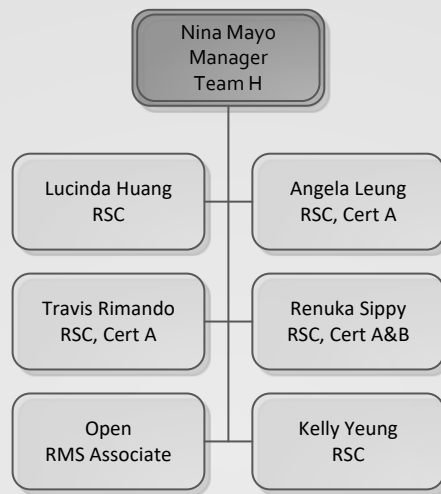 Nina Mayo
Manager
Team H
Lucinda Huang
RSC
Angela Leung
RSC, Cert A
Travis Rimando
RSC, Cert A
Renuka Sippy
RSC, Cert A&B
Open
RMS Associate
Kelly Yeung
RSC